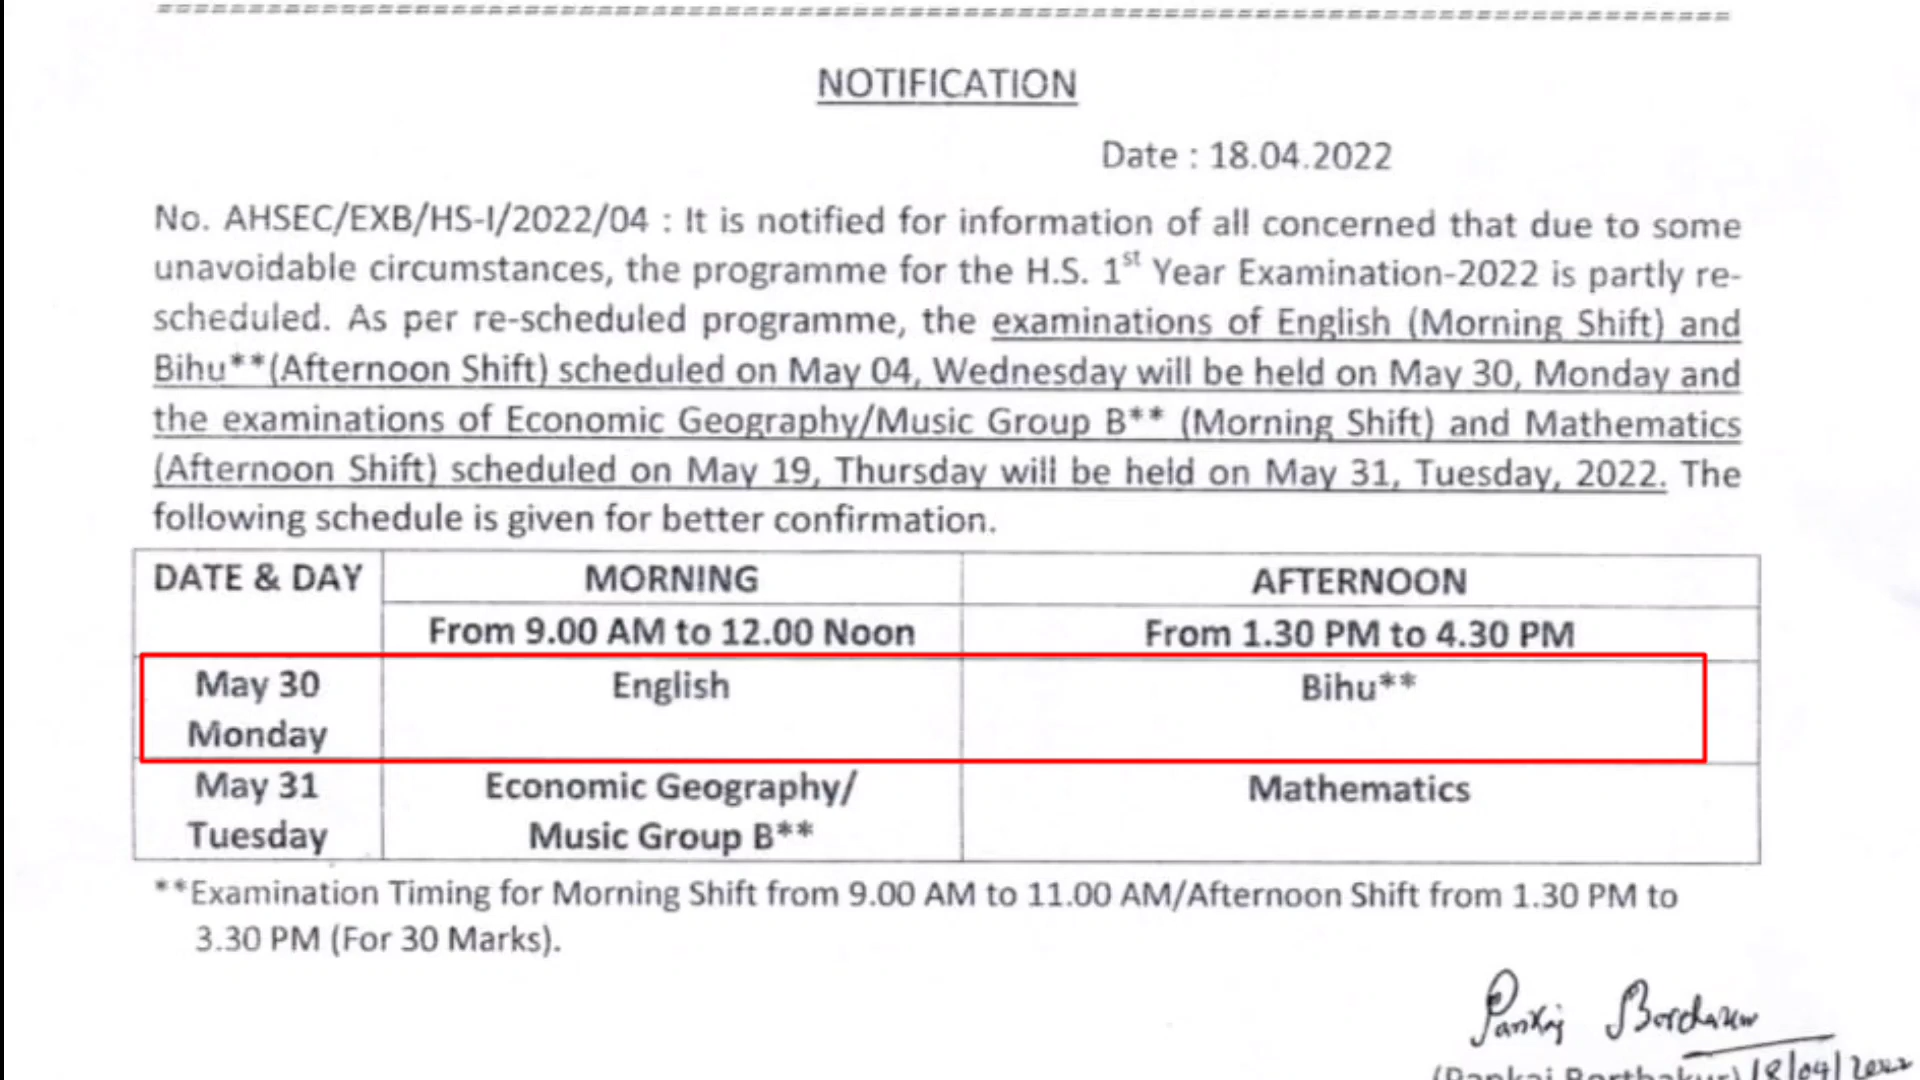 NOTIFICATION
Date : 18.04.2022
No. AHSEC/EXB/HS-I/2022/04 : It is notified for information of all concerned that due to some
unavoidable circumstances, the programme for the H.S. 1st Year Examination-2022 is partly re-
scheduled. As per re-scheduled programme, the examinations of English (Morning Shift) and
Bihu**(Afternoon Shift) scheduled on May 04, Wednesday will be held on May 30, Monday and
the examinations of Economic Geography/Music Group B** (Morning Shift) and Mathematics
(Afternoon Shift) scheduled on May 19, Thursday will be held on May 31, Tuesday, 2022. The
following schedule is given for better confirmation.
DATE & DAY MORNING AFTERNOON
From 9.00 AM to 12.00 Noon From 1.30 PM to 4.30 PM
May 30 English Bihu**
Monday
May 31 Economic Geography/ Mathematics
Tuesday Music Group B**
**Examination Timing for Morning Shift from 9.00 AM to 11.00 AM/Afternoon Shift from 1.30 PM to
3.30 PM (For 30 Marks).
Pankaj Borthakur
(Pankaj Borthakur) 18/04/2022